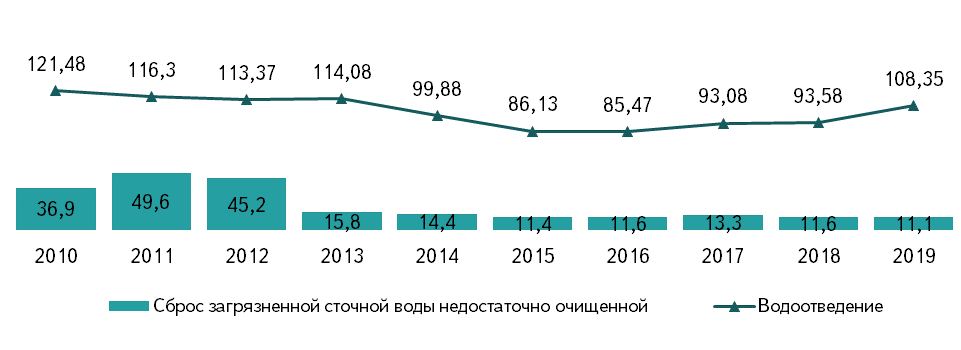 121,48 116,3 113,37 114,08 99,88 86,13 85,47 93,08 93,58 108,35
36,9 49,6 45,2 15,8 14,4 11,4 11,6 13,3 11,6 11,1
2010 2011 2012 2013 2014 2015 2016 2017 2018 2019
Сброс загрязненной сточной воды недостаточно очищенной Водоотведение